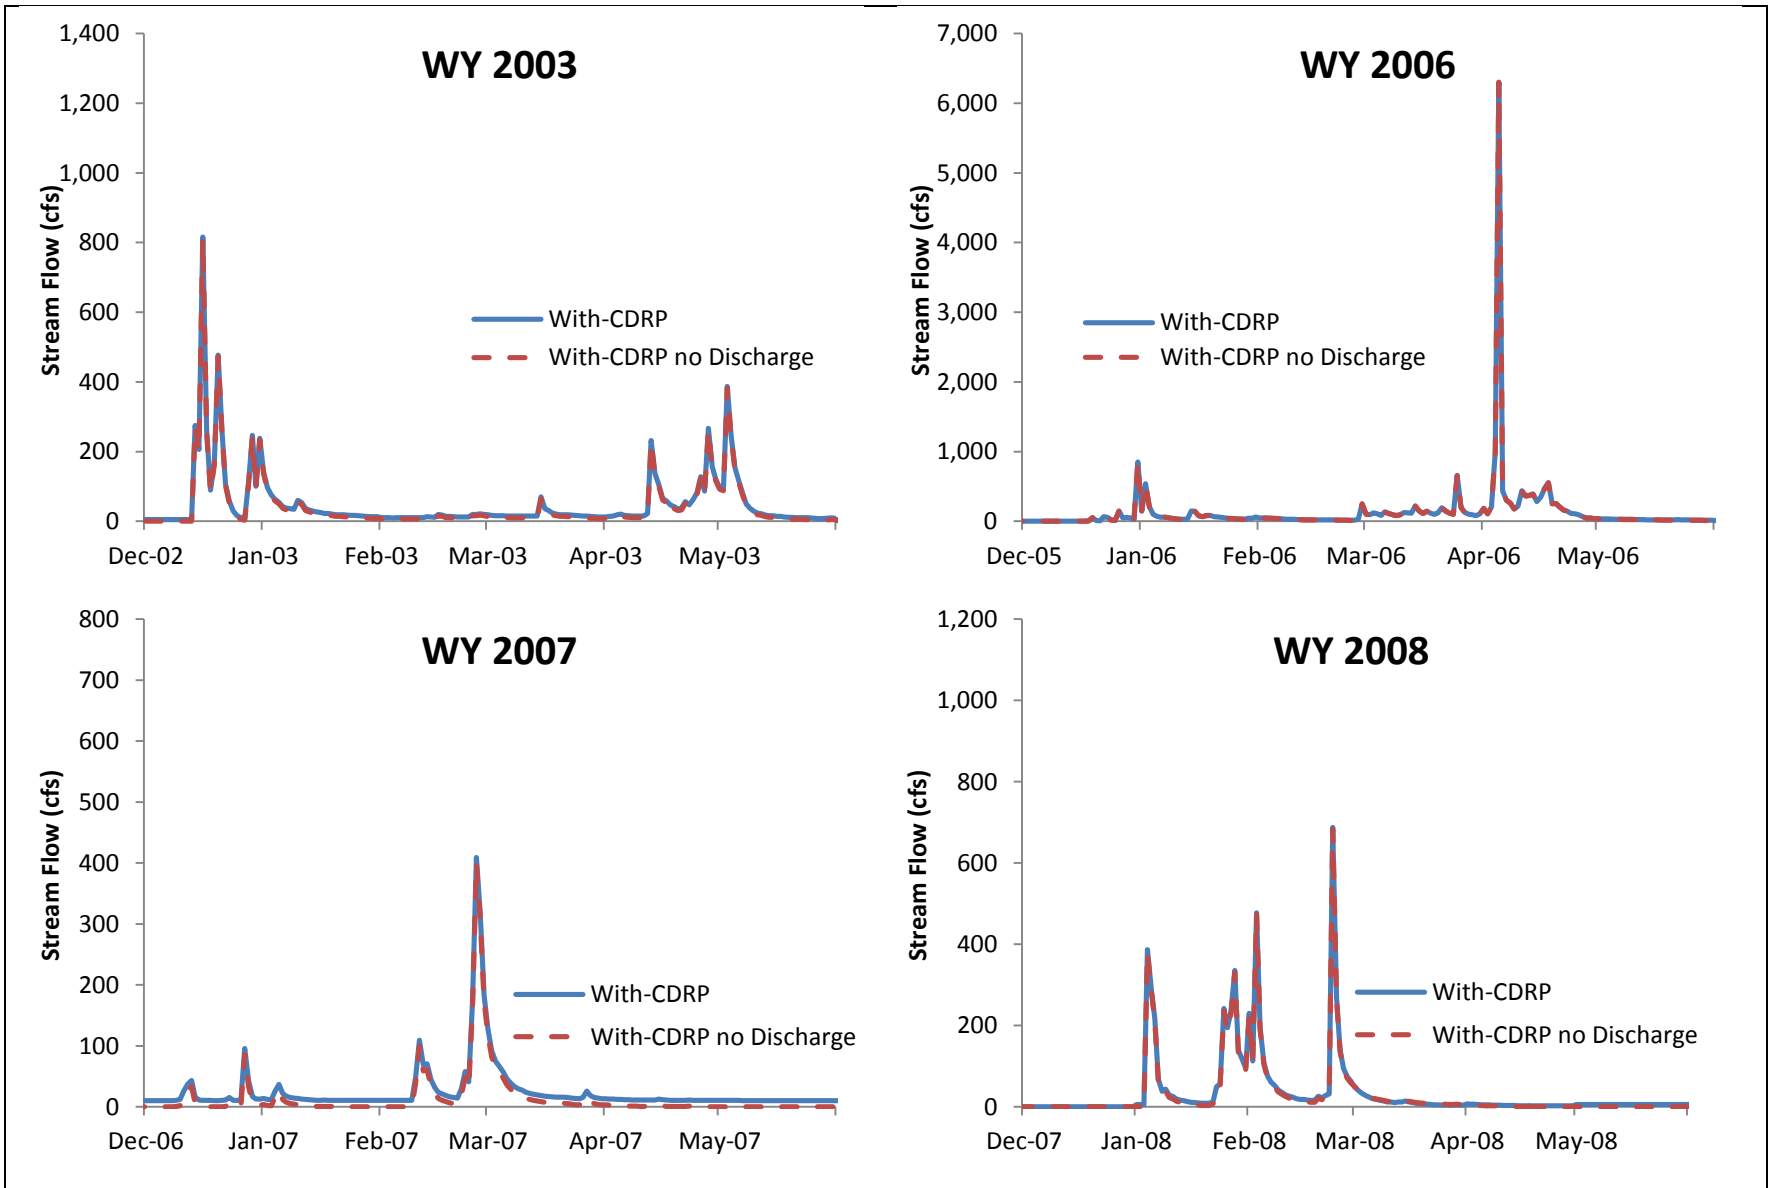 WY 2003
1,400
1,200
1,000
800
600
400
200
0
Stream Flow (cfs)
With-CDRP
With-CDRP no Discharge
Dec-02 Jan-03 Feb-03 Mar-03 Apr-03 May-03
WY 2006
7,000
6,000
5,000
4,000
3,000
2,000
1,000
0
Stream Flow (cfs)
With-CDRP
With-CDRP no Discharge
Dec-05 Jan-06 Feb-06 Mar-06 Apr-06 May-06
WY 2007
800
700
600
500
400
300
200
100
0
Stream Flow (cfs)
With-CDRP
With-CDRP no Discharge
Dec-06 Jan-07 Feb-07 Mar-07 Apr-07 May-07
WY 2008
1,200
1,000
800
600
400
200
0
Stream Flow (cfs)
With-CDRP
With-CDRP no Discharge
Dec-07 Jan-08 Feb-08 Mar-08 Apr-08 May-08